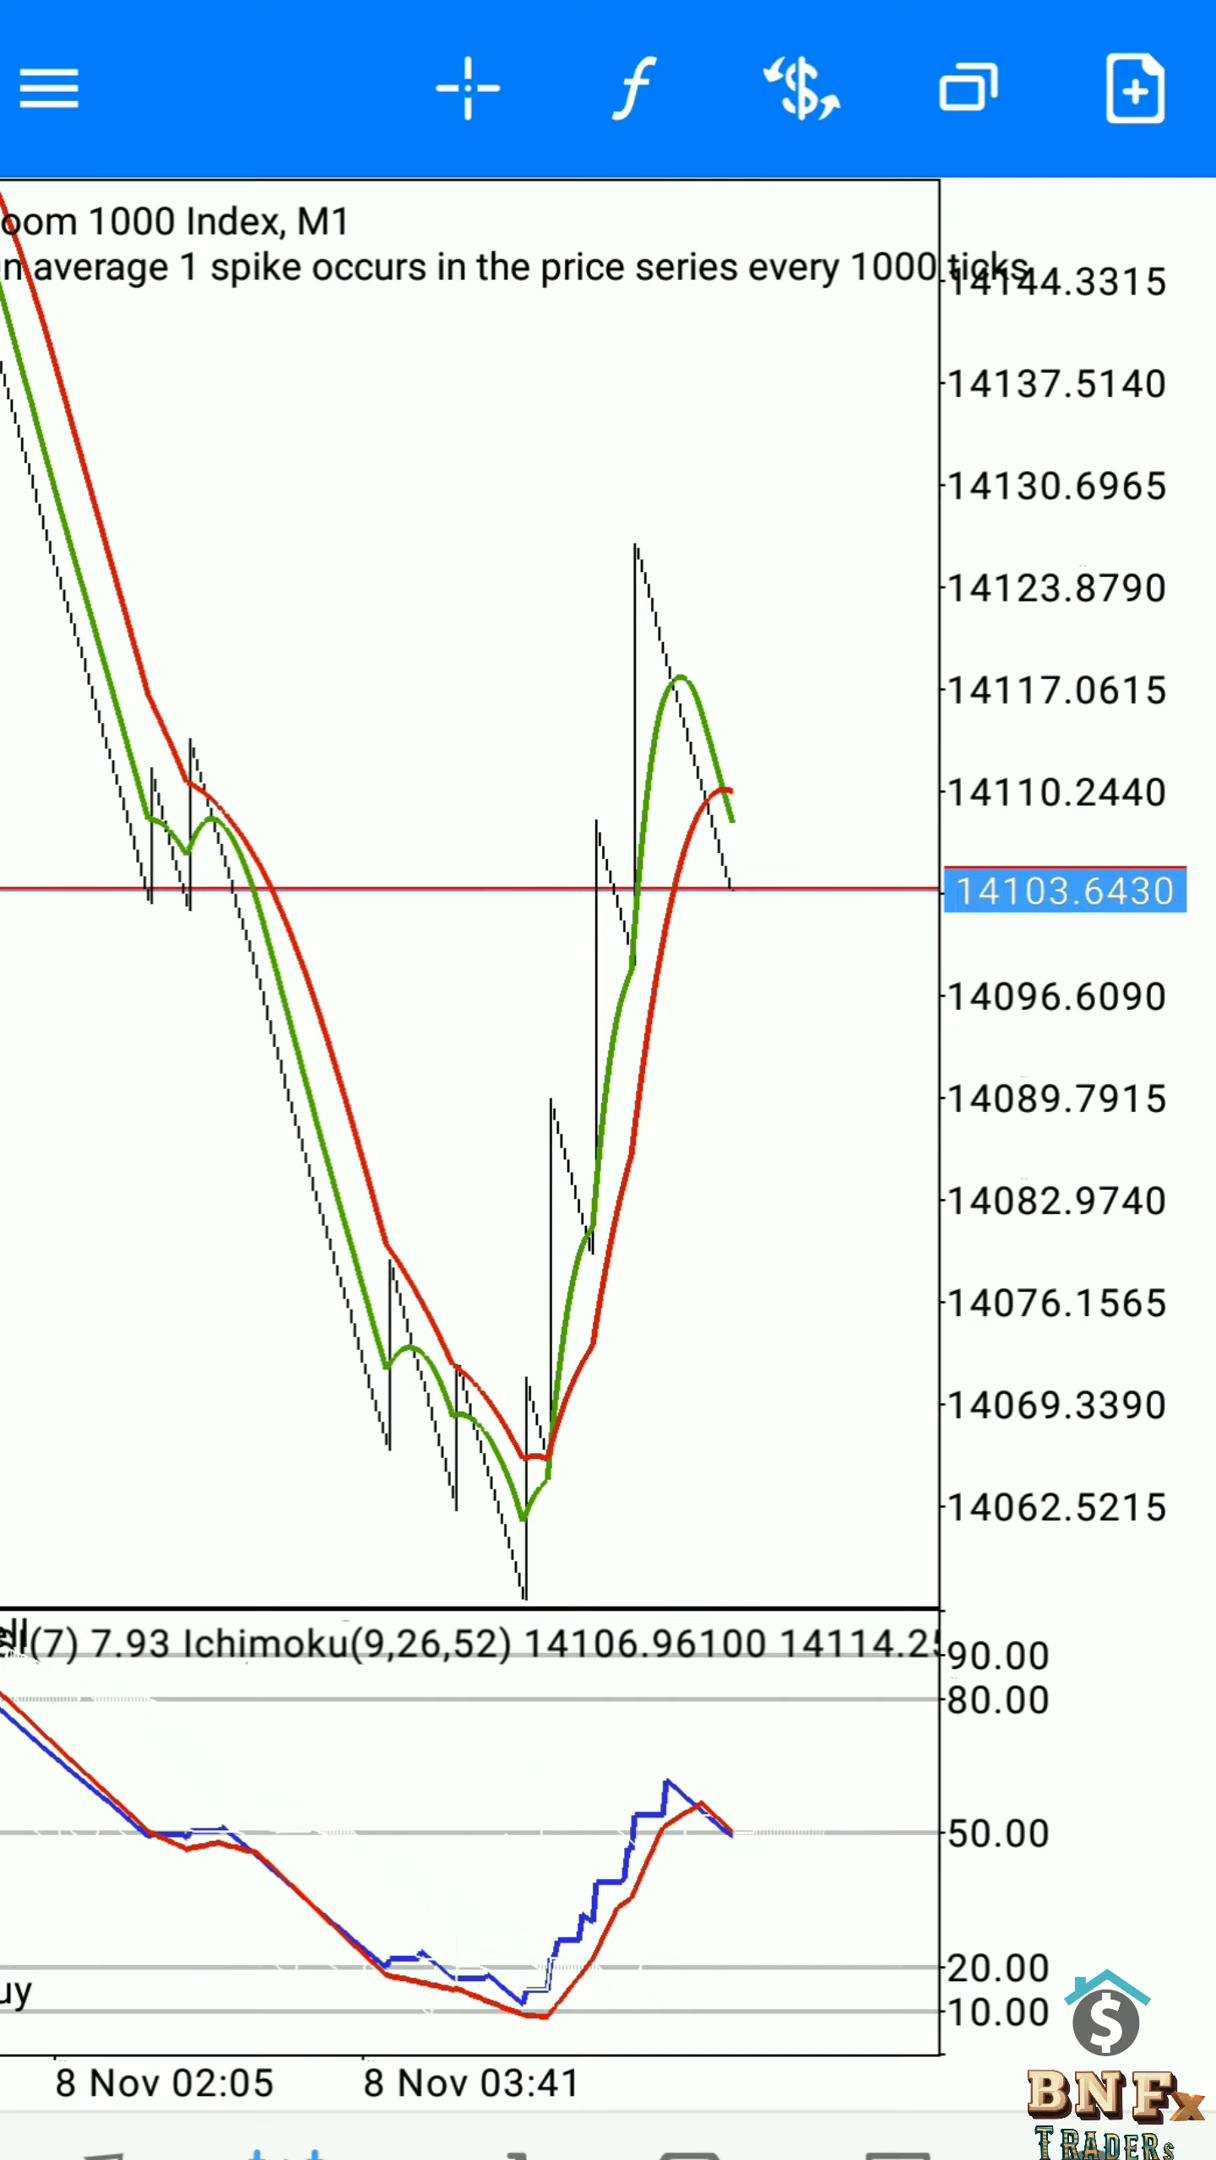 oom 1000 Index, M1
n average 1 spike occurs in the price series every 1000 ticks
14144.3315
14137.5140
14130.6965
14123.8790
14117.0615
14110.2440
14103.6430
14096.6090
14089.7915
14082.9740
14076.1565
14069.3390
14062.5215
(7) 7.93 Ichimoku(9,26,52) 14106.96100 14114.25
90.00
80.00
50.00
20.00
uy
10.00
8 Nov 02:05
8 Nov 03:41
BNFx
TRADERs